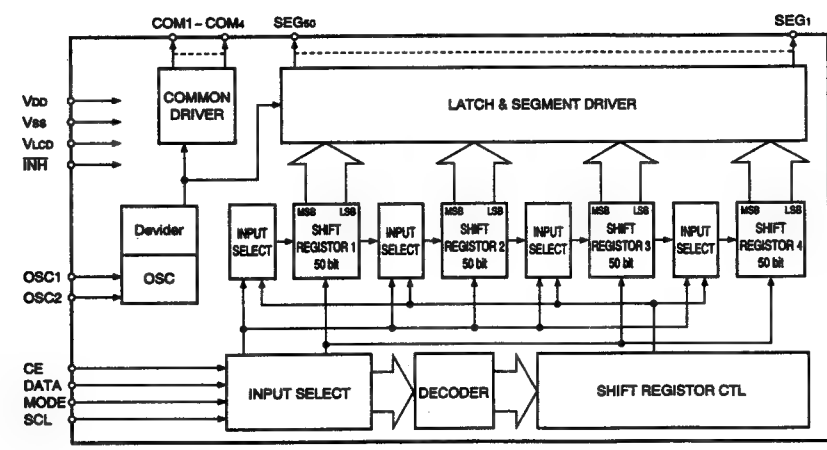 COM1 - COM4 SEG50 SEG1
COMMON
DRIVER
LATCH & SEGMENT DRIVER
VDD
VSS
VLCD
INH
Devider
OSC
INPUT
SELECT
MSB LSB
SHIFT
REGISTOR 1
50 bit
INPUT
SELECT
MSB LSB
SHIFT
REGISTOR 2
50 bit
INPUT
SELECT
MSB LSB
SHIFT
REGISTOR 3
50 bit
INPUT
SELECT
MSB LSB
SHIFT
REGISTOR 4
50 bit
OSC1
OSC2
CE
DATA
MODE
SCL
INPUT SELECT
DECODER
SHIFT REGISTOR CTL